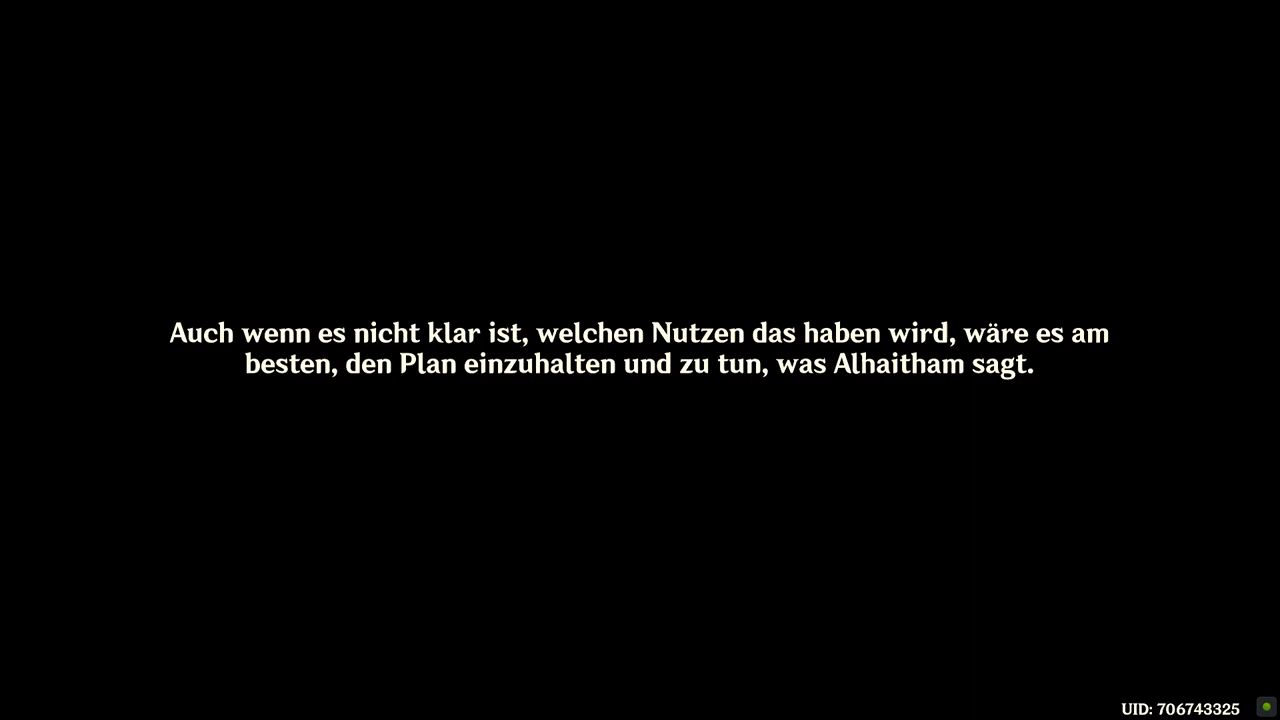 Auch wenn es nicht klar ist, welchen Nutzen das haben wird, wäre es am
besten, den Plan einzuhalten und zu tun, was Alhaitham sagt.
UID: 706743325